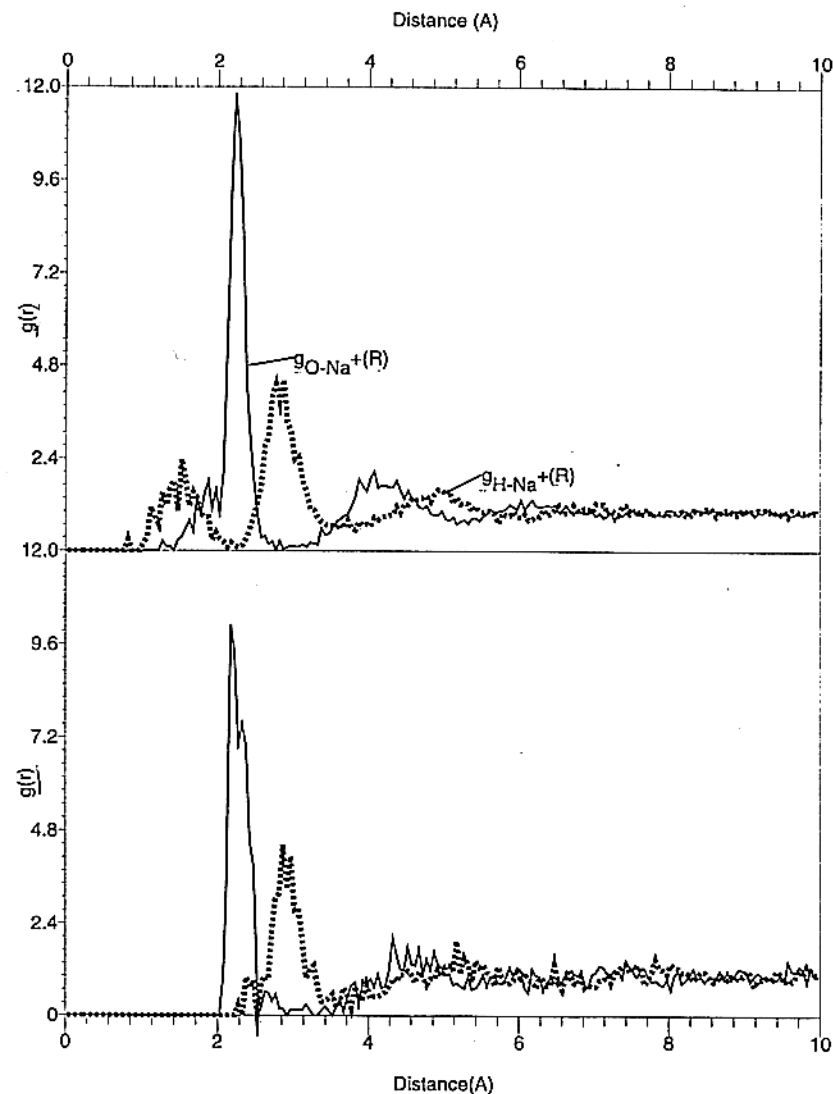 Distance (A)
0 2 4 6 8 10
12.0
9.6
7.2
4.8
2.4
12.0
g(r)
gO-Na+(R)
gH-Na+(R)
9.6
7.2
4.8
2.4
0
g(r)
0 2 4 6 8 10
Distance(A)